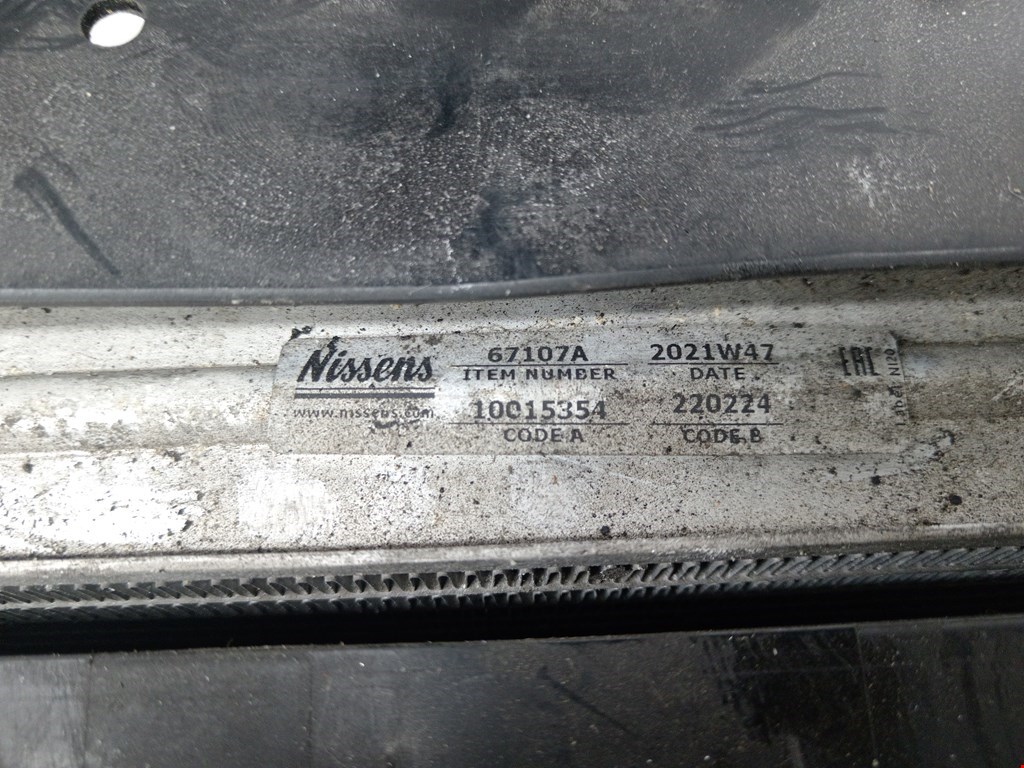 Nissens
www.nissens.com
67107A
ITEM NUMBER
10015354
CODE A
2021W47
DATE
220224
CODE B
EAC